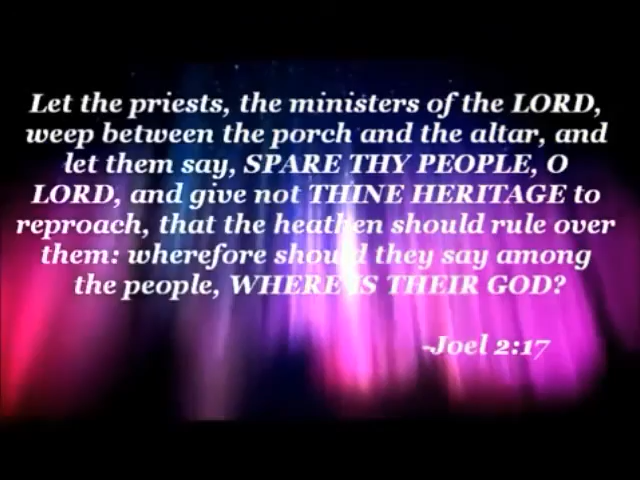 Let the priests, the ministers of the LORD,
weep between the porch and the altar, and
let them say, SPARE THY PEOPLE, O
LORD, and give not THINE HERITAGE to
reproach, that the heathen should rule over
them: wherefore should they say among
the people, WHERE IS THEIR GOD?
-Joel 2:17